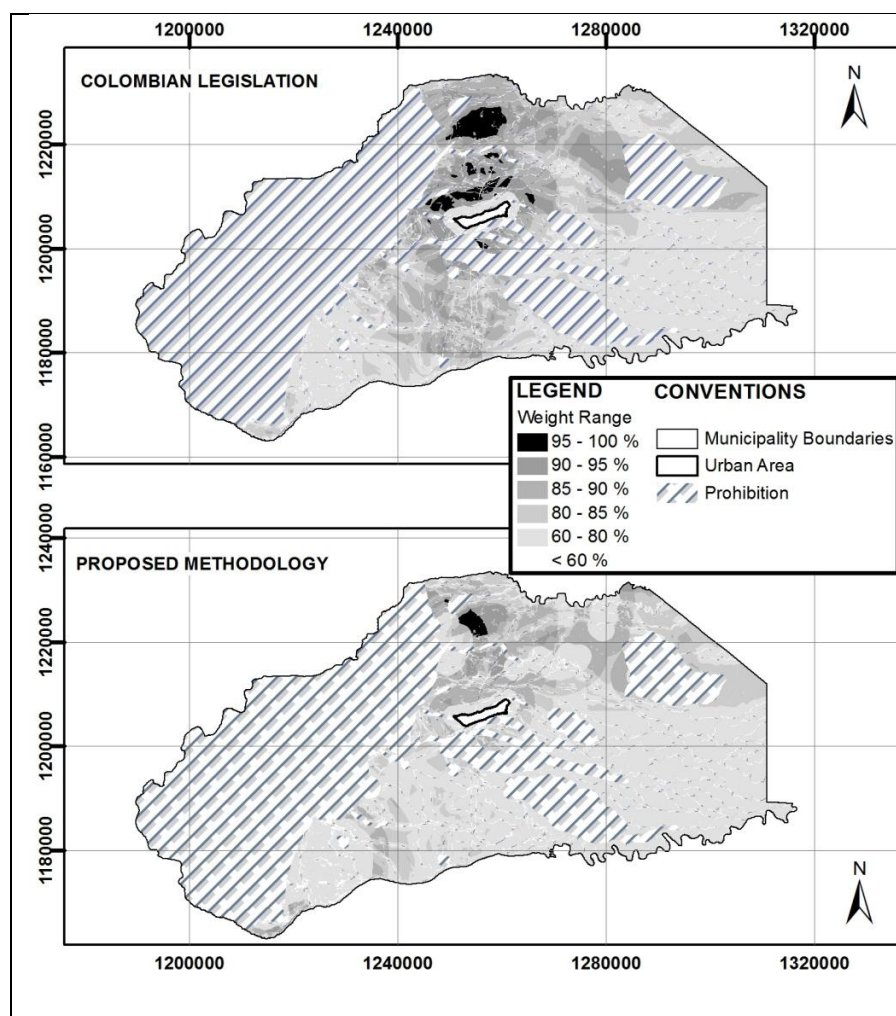 1200000 1240000 1280000 1320000
COLOMBIAN LEGISLATION
N
1220000
1200000
1180000
1160000
LEGEND
Weight Range
95 - 100 %
90 - 95 %
85 - 90 %
80 - 85 %
60 - 80 %
< 60 %
CONVENTIONS
Municipality Boundaries
Urban Area
Prohibition
1240000
PROPOSED METHODOLOGY
1220000
1200000
1180000
N
1200000 1240000 1280000 1320000